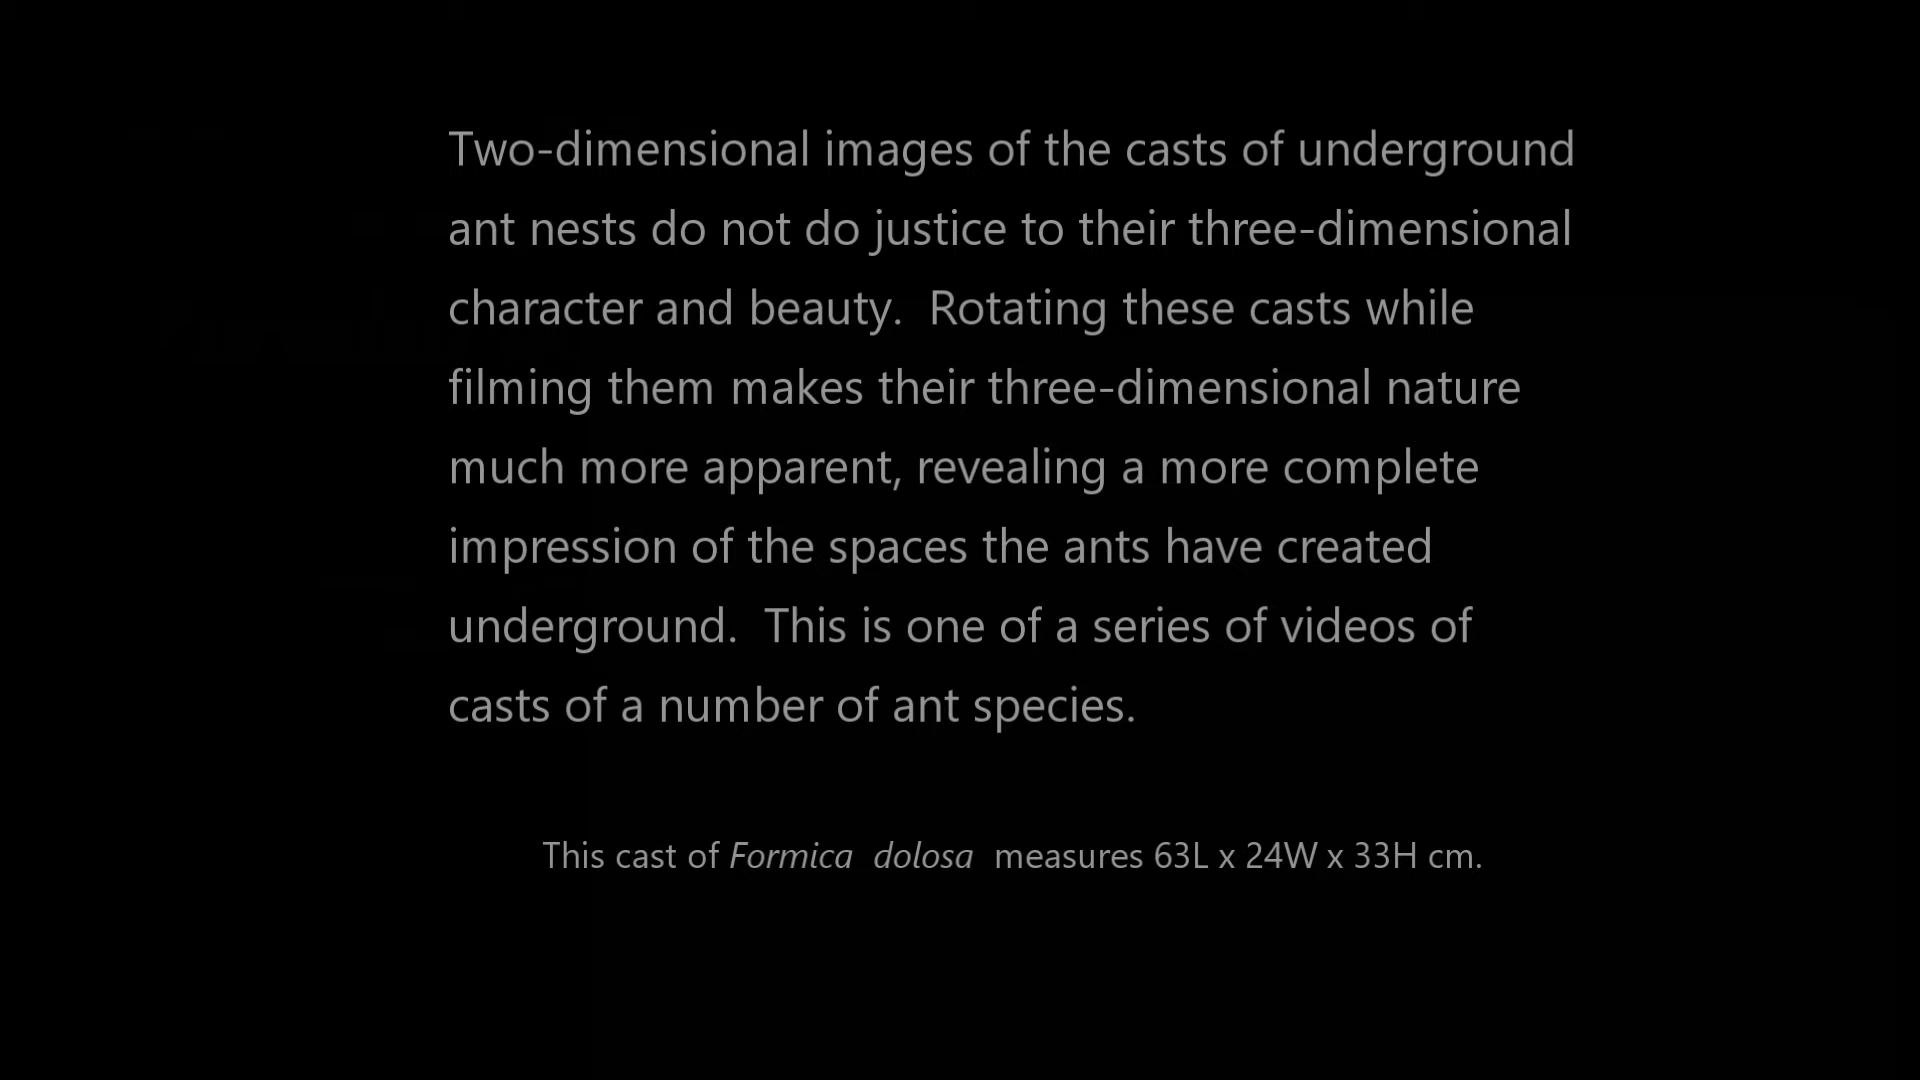 Two-dimensional images of the casts of underground
ant nests do not do justice to their three-dimensional
character and beauty.  Rotating these casts while
filming them makes their three-dimensional nature
much more apparent, revealing a more complete
impression of the spaces the ants have created
underground.  This is one of a series of videos of
casts of a number of ant species.
This cast of Formica  dolosa  measures 63L x 24W x 33H cm.